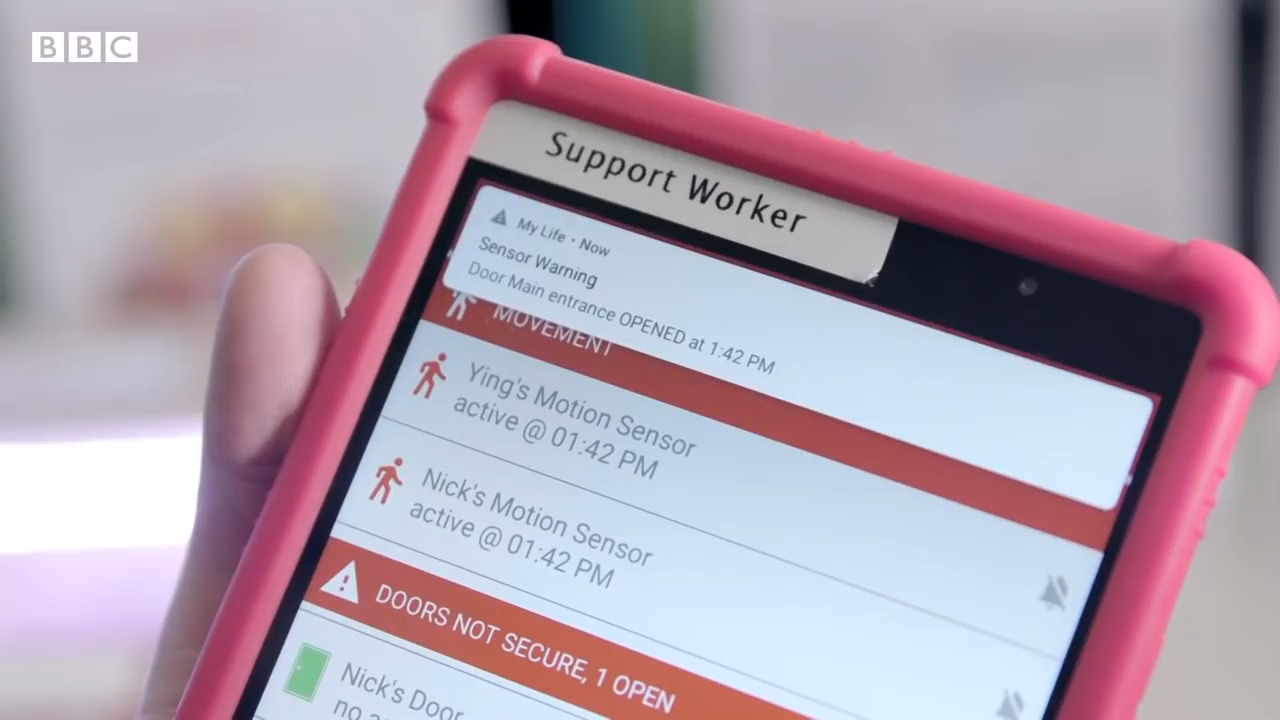 BBC
Support Worker
My Life • Now
Sensor Warning
Door Main entrance OPENED at 1:42 PM
MOVEMENT
Ying's Motion Sensor
active @ 01:42 PM
Nick's Motion Sensor
active @ 01:42 PM
DOORS NOT SECURE, 1 OPEN
Nick's Door
no